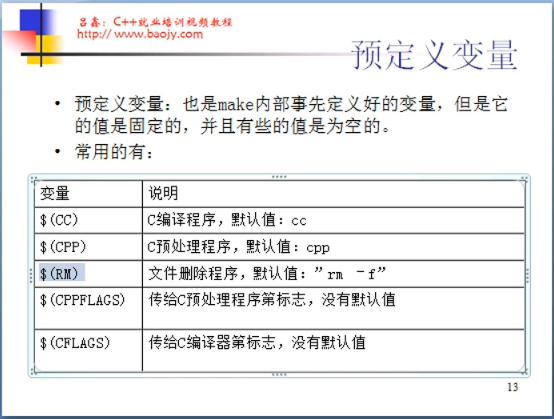 吕鑫：C++就业培训视频教程
http://www.baojy.com
预定义变量
• 预定义变量：也是make内部事先定义好的变量，但是它
的值是固定的，并且有些的值是为空的。
• 常用的有：
变量 说明
$(CC) C编译程序，默认值：cc
$(CPP) C预处理程序，默认值：cpp
$(RM) 文件删除程序，默认值：”rm －f”
$(CPPFLAGS) 传给C预处理程序第标志，没有默认值
$(CFLAGS) 传给C编译器第标志，没有默认值
13